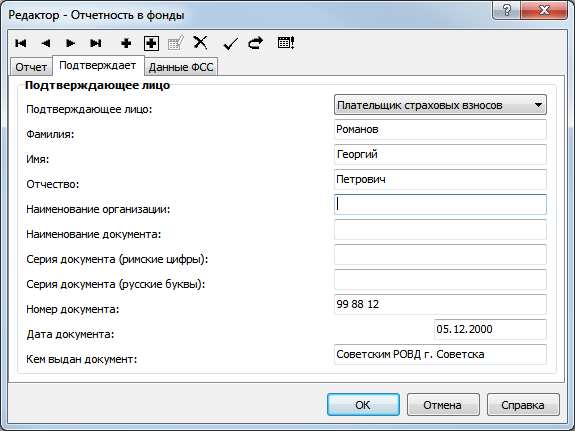 Редактор - Отчетность в фонды
Отчет Подтверждает Данные ФСС
Подтверждающее лицо
Подтверждающее лицо: Плательщик страховых взносов
Фамилия: Романов
Имя: Георгий
Отчество: Петрович
Наименование организации:
Наименование документа:
Серия документа (римские цифры):
Серия документа (русские буквы):
Номер документа: 99 88 12
Дата документа: 05.12.2000
Кем выдан документ: Советским РОВД г. Советска
ОК Отмена Справка